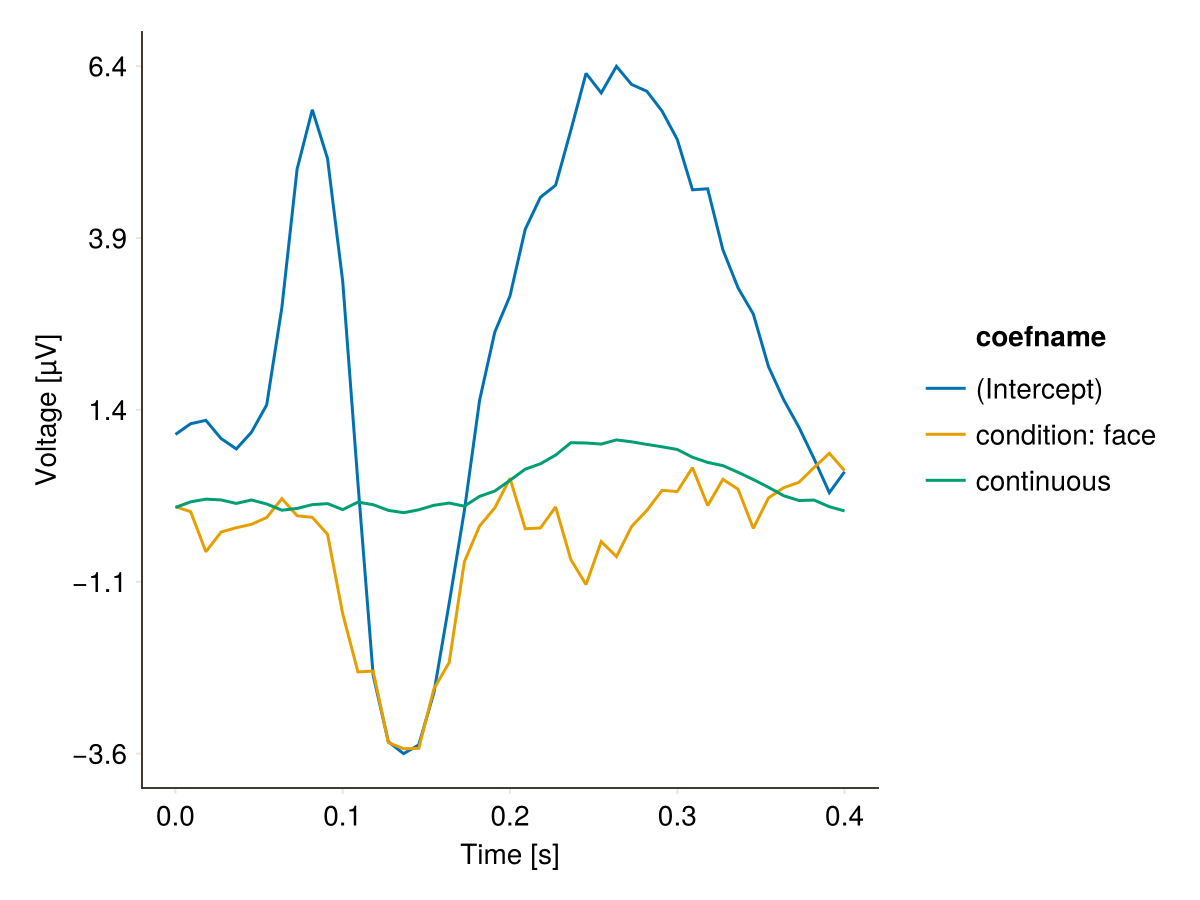 6.4
3.9
1.4
−1.1
−3.6
Voltage [µV]
0.0 0.1 0.2 0.3 0.4
Time [s]
coefname
(Intercept)
condition: face
continuous